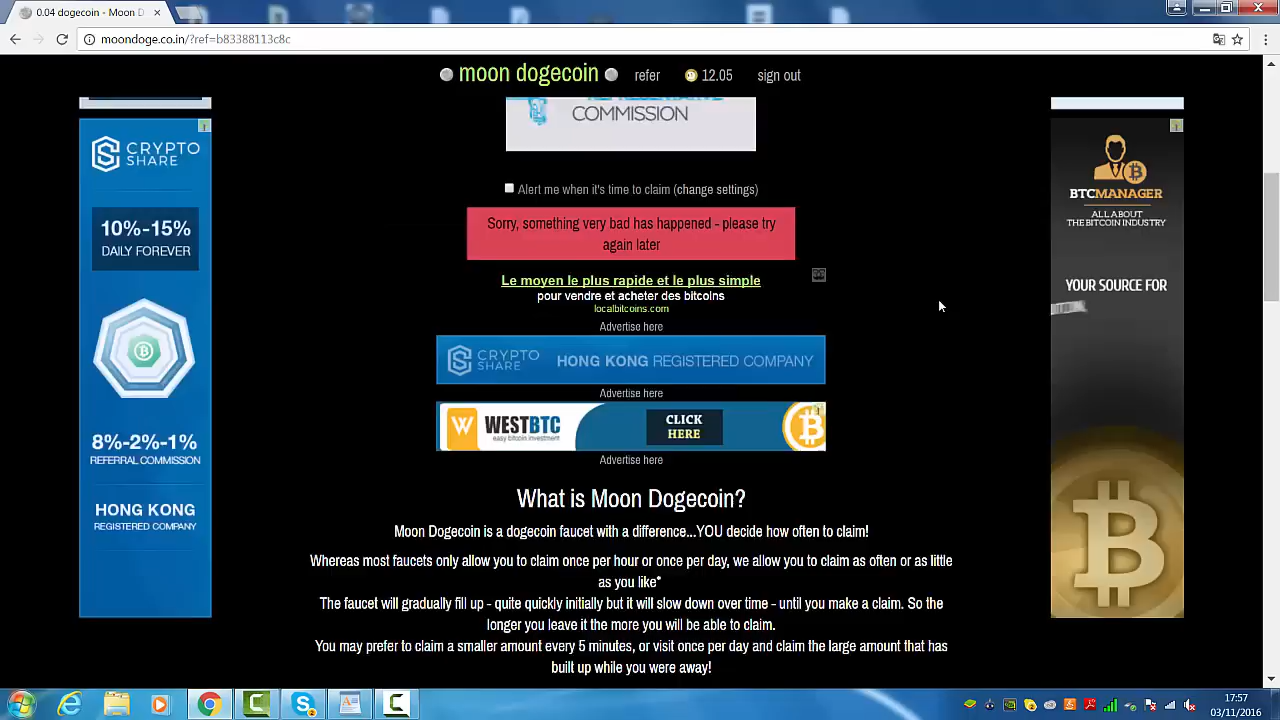 0.04 dogecoin - Moon D
moondoge.co.in/?ref=b83388113c8c
moon dogecoin refer 12.05 sign out
COMMISSION
CRYPTO
SHARE
10%-15%
DAILY FOREVER
8%-2%-1%
REFERRAL COMMISSION
HONG KONG
REGISTERED COMPANY
Alert me when it's time to claim (change settings)
Sorry, something very bad has happened - please try
again later
Le moyen le plus rapide et le plus simple
pour vendre et acheter des bitcoins
localbitcoins.com
Advertise here
CRYPTO
SHARE
HONG KONG REGISTERED COMPANY
Advertise here
WESTBTC
easy bitcoin investment
CLICK
HERE
Advertise here
What is Moon Dogecoin?
Moon Dogecoin is a dogecoin faucet with a difference...YOU decide how often to claim!
Whereas most faucets only allow you to claim once per hour or once per day, we allow you to claim as often or as little
as you like*
The faucet will gradually fill up - quite quickly initially but it will slow down over time - until you make a claim. So the
longer you leave it the more you will be able to claim.
You may prefer to claim a smaller amount every 5 minutes, or visit once per day and claim the large amount that has
built up while you were away!
BTCMANAGER
ALL ABOUT
THE BITCOIN INDUSTRY
YOUR SOURCE FOR
17:57
03/11/2016